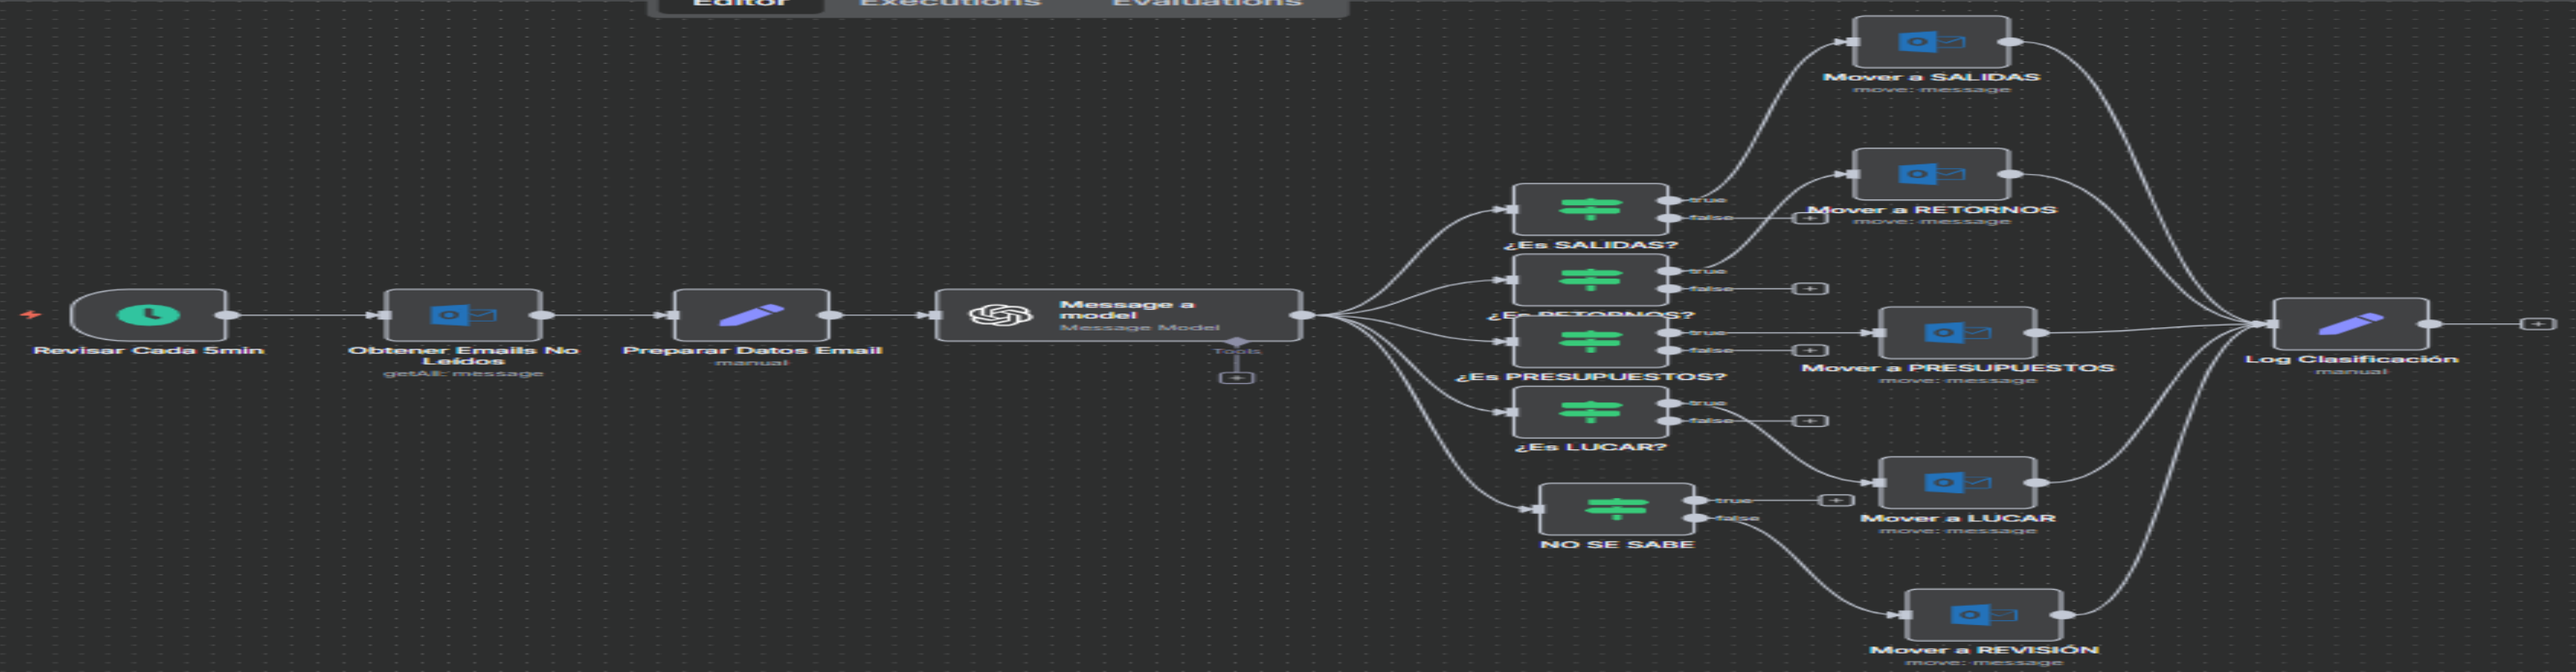 Editor
Executions
Evaluations
Revisar Cada 5min
Obtener Emails No
Leídos
getAll: message
Preparar Datos Email
manual
Message a
model
Message Model
Tools
true
false
¿Es SALIDAS?
true
false
¿Es RETORNOS?
true
false
¿Es PRESUPUESTOS?
true
false
¿Es LUCAR?
true
false
NO SE SABE
Mover a SALIDAS
move: message
Mover a RETORNOS
move: message
Mover a PRESUPUESTOS
move: message
Mover a LUCAR
move: message
Mover a REVISIÓN
move: message
Log Clasificación
manual